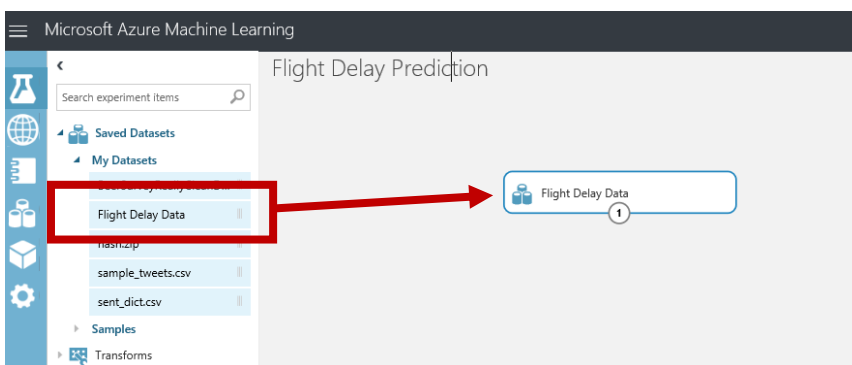 Microsoft Azure Machine Learning
Flight Delay Prediction
Search experiment items
Saved Datasets
My Datasets
Flight Delay Data
hash.zip
sample_tweets.csv
sent_dict.csv
Samples
Transforms
Flight Delay Data
1